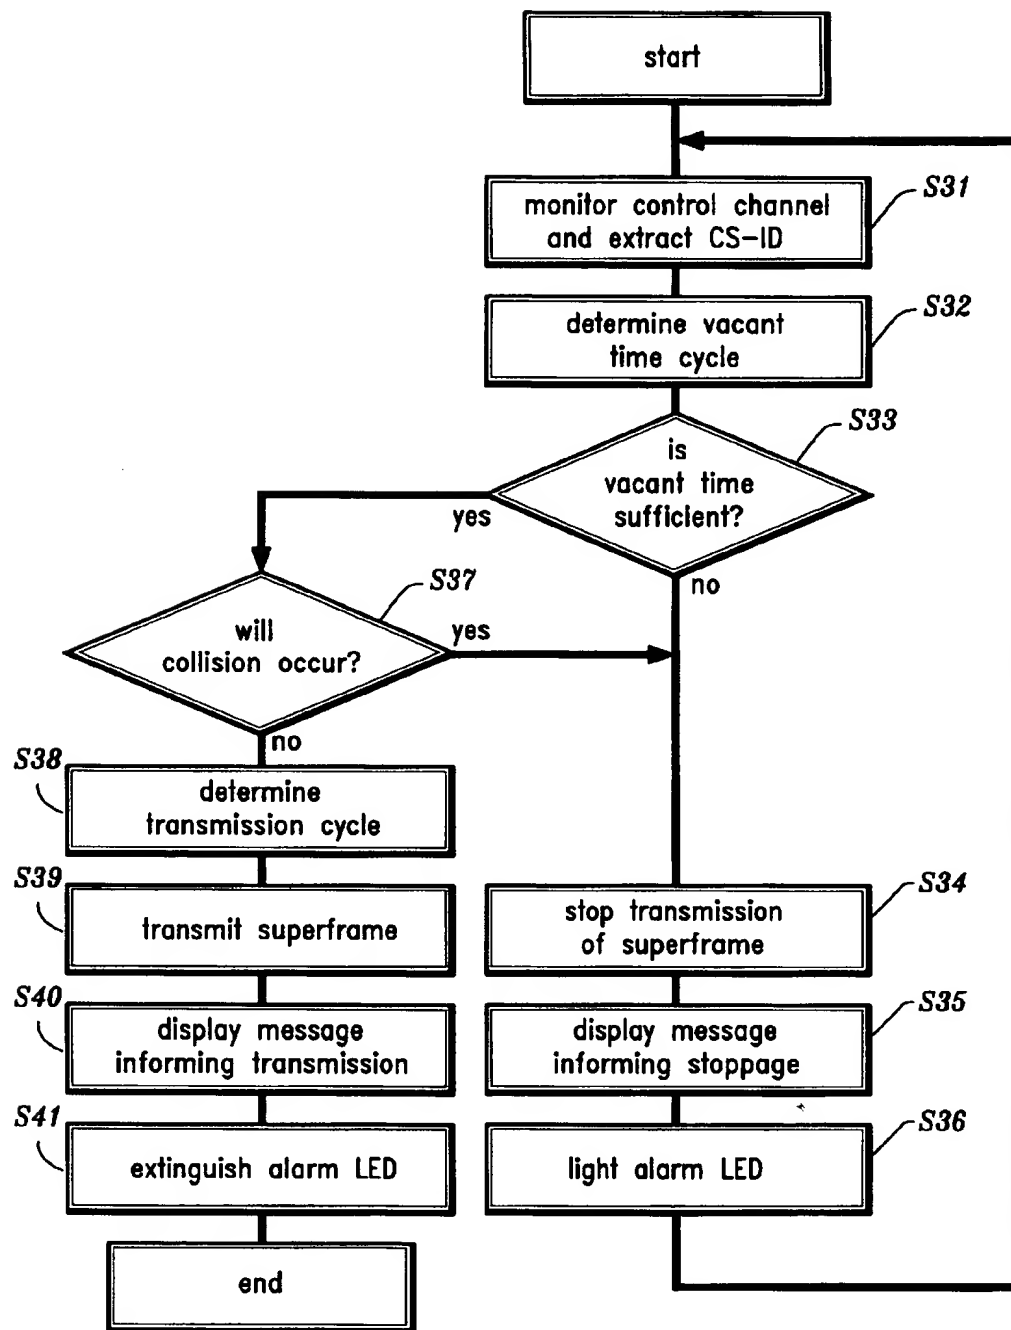 start
S31
monitor control channel
and extract CS-ID
S32
determine vacant
time cycle
S33
is
vacant time
sufficient?
yes
no
S37
will
collision occur?
yes
no
S38
determine
transmission cycle
S39
transmit superframe
S34
stop transmission
of superframe
S40
display message
informing transmission
S35
display message
informing stoppage
S41
extinguish alarm LED
S36
light alarm LED
end